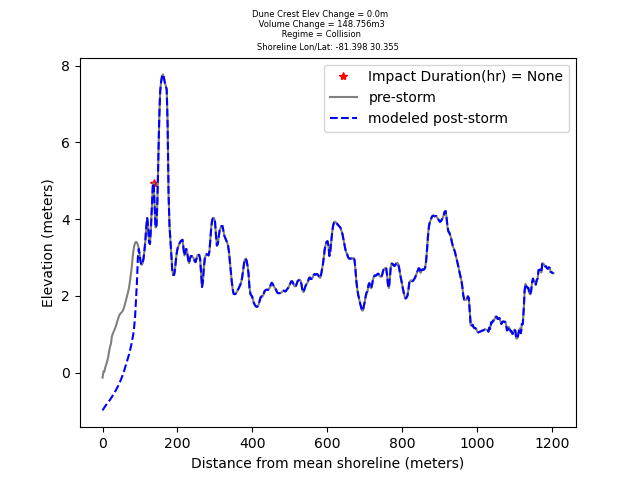 Dune Crest Elev Change = 0.0m
Volume Change = 148.756m3
Regime = Collision
Shoreline Lon/Lat: -81.398 30.355
Impact Duration(hr) = None
pre-storm
modeled post-storm
Elevation (meters)
8
6
4
2
0
0 200 400 600 800 1000 1200
Distance from mean shoreline (meters)